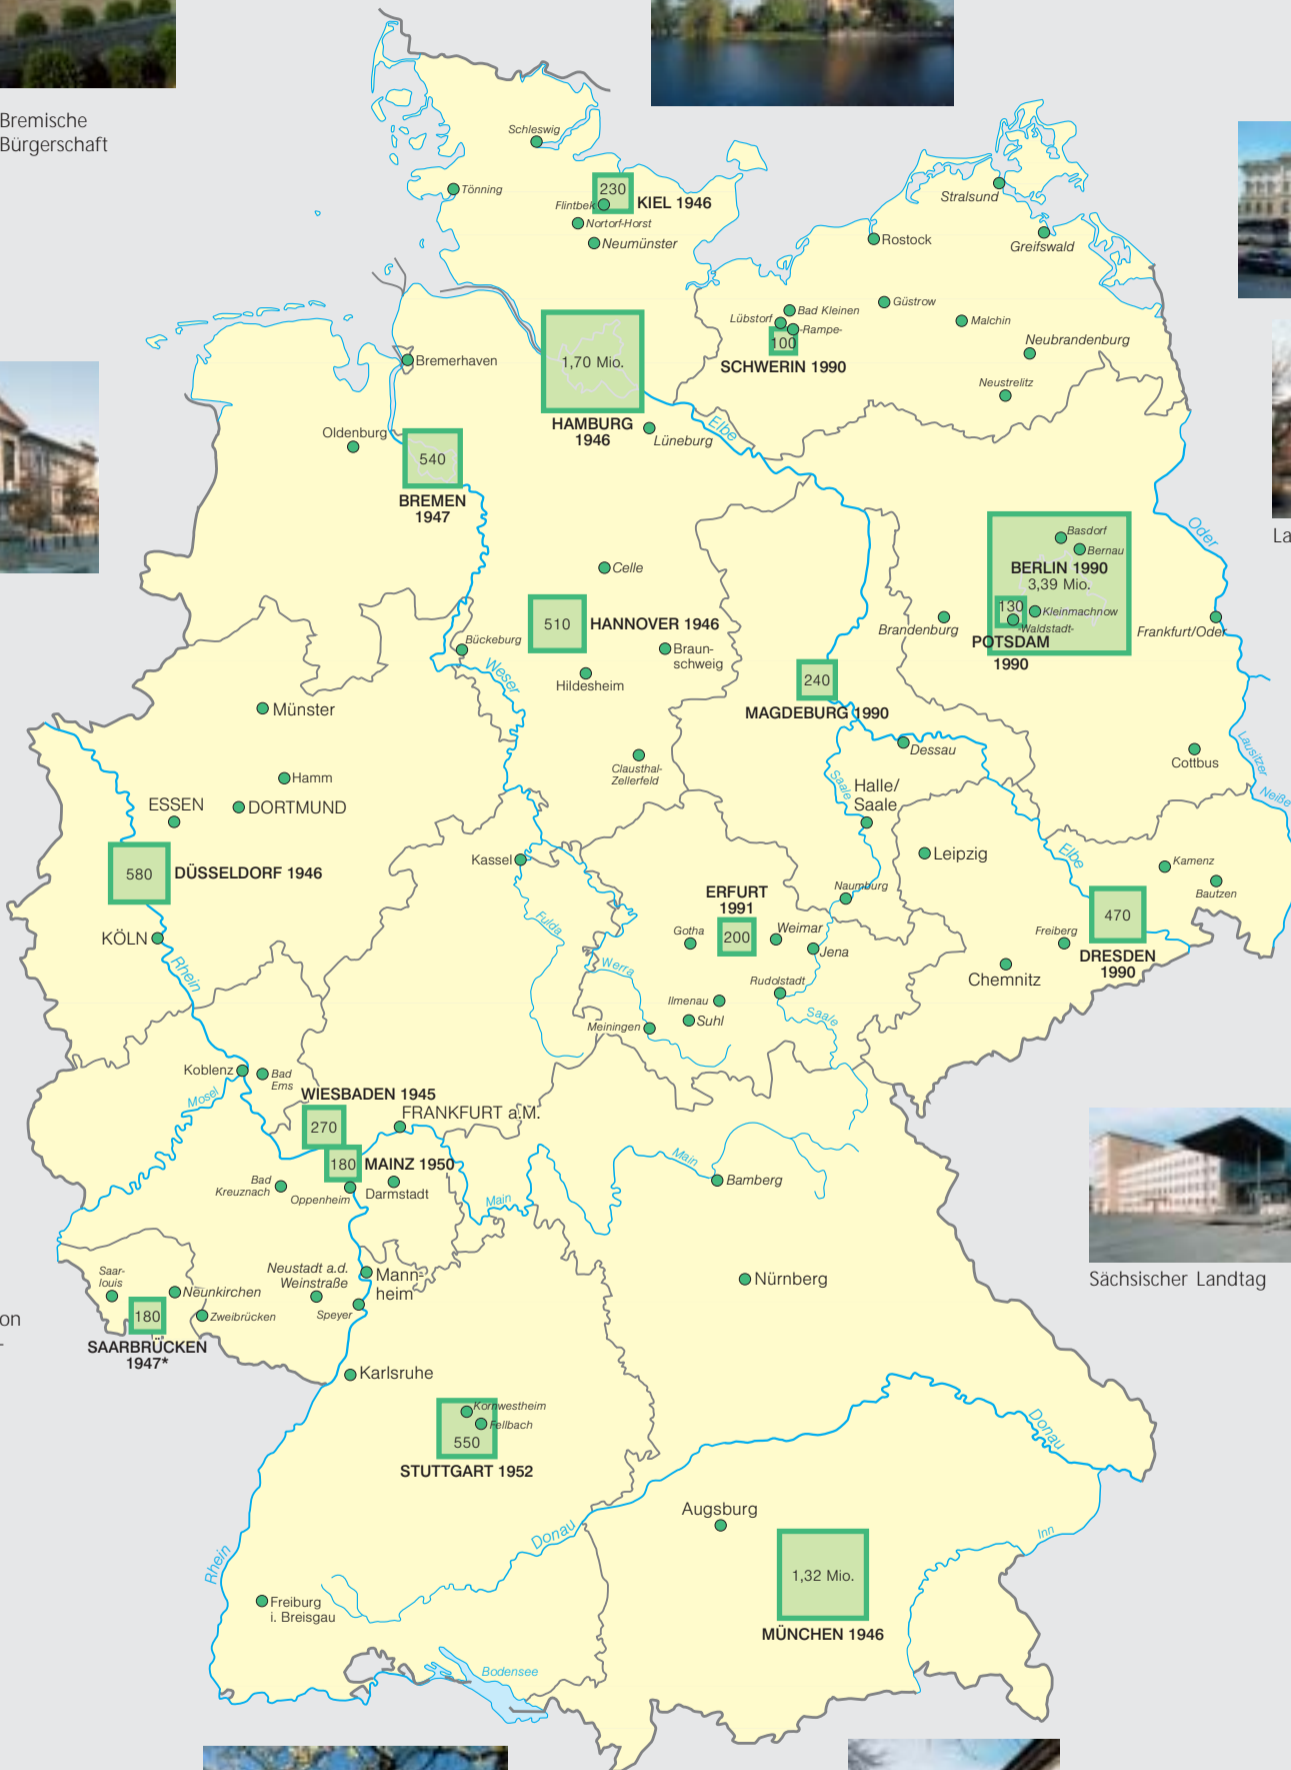 Bremische
Bürgerschaft
Schleswig
Tönning
230
Flintbek
KIEL 1946
Nortorf-Horst
Neumünster
Stralsund
Rostock
Greifswald
Bad Kleinen
Güstrow
Lübstorf
-Rampe-
Malchin
100
SCHWERIN 1990
Neubrandenburg
Neustrelitz
1,70 Mio.
HAMBURG
1946
Bremerhaven
Oldenburg
Lüneburg
Elbe
540
BREMEN
1947
La
Oder
Basdorf
Bernau
BERLIN 1990
3,39 Mio.
130
Kleinmachnow
-Waldstadt-
POTSDAM
1990
Brandenburg
Frankfurt/Oder
Celle
510
HANNOVER 1946
Bückeburg
Braun-
schweig
Hildesheim
Weser
240
MAGDEBURG 1990
Münster
Dessau
Clausthal-
Zellerfeld
Cottbus
Lausitzer
Neiße
Hamm
ESSEN
DORTMUND
Saale
Halle/
Saale
580
DÜSSELDORF 1946
Kassel
Leipzig
Elbe
Kamenz
Bautzen
ERFURT
1991
Naumburg
470
Fulda
Gotha
200
Weimar
Jena
Freiberg
DRESDEN
1990
KÖLN
Rhein
Werra
Rudolstadt
Chemnitz
Ilmenau
Suhl
Saale
Meiningen
Koblenz
Bad
Ems
Mosel
WIESBADEN 1945
FRANKFURT a.M.
270
180
MAINZ 1950
Main
Bad
Kreuznach
Oppenheim
Darmstadt
Main
Bamberg
Saar-
louis
Neunkirchen
Neustadt a.d.
Weinstraße
Mann-
heim
Nürnberg
Sächsischer Landtag
180
Zweibrücken
Speyer
on
-
SAARBRÜCKEN
1947*
Karlsruhe
Kornwestheim
Fellbach
550
STUTTGART 1952
Donau
Augsburg
Donau
Inn
Rhein
1,32 Mio.
Freiburg
i. Breisgau
MÜNCHEN 1946
Bodensee